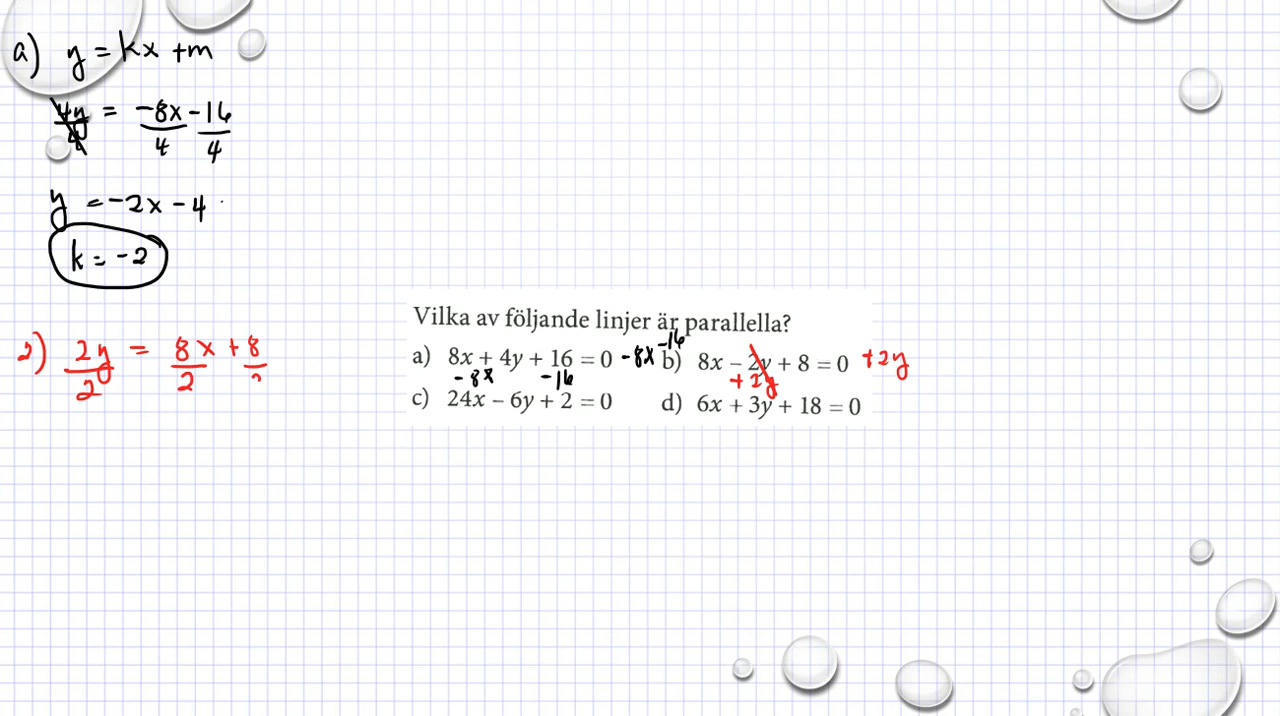 a) y = kx + m
4y/4 = -8x/4 - 16/4
y = -2x - 4
k = -2
2) 2y/2 = 8x/2 + 8/2
Vilka av följande linjer är parallella?
-16
a) 8x + 4y + 16 = 0 -8x b) 8x - 2y + 8 = 0 +2y
-8x -16 +2y
c) 24x - 6y + 2 = 0 d) 6x + 3y + 18 = 0